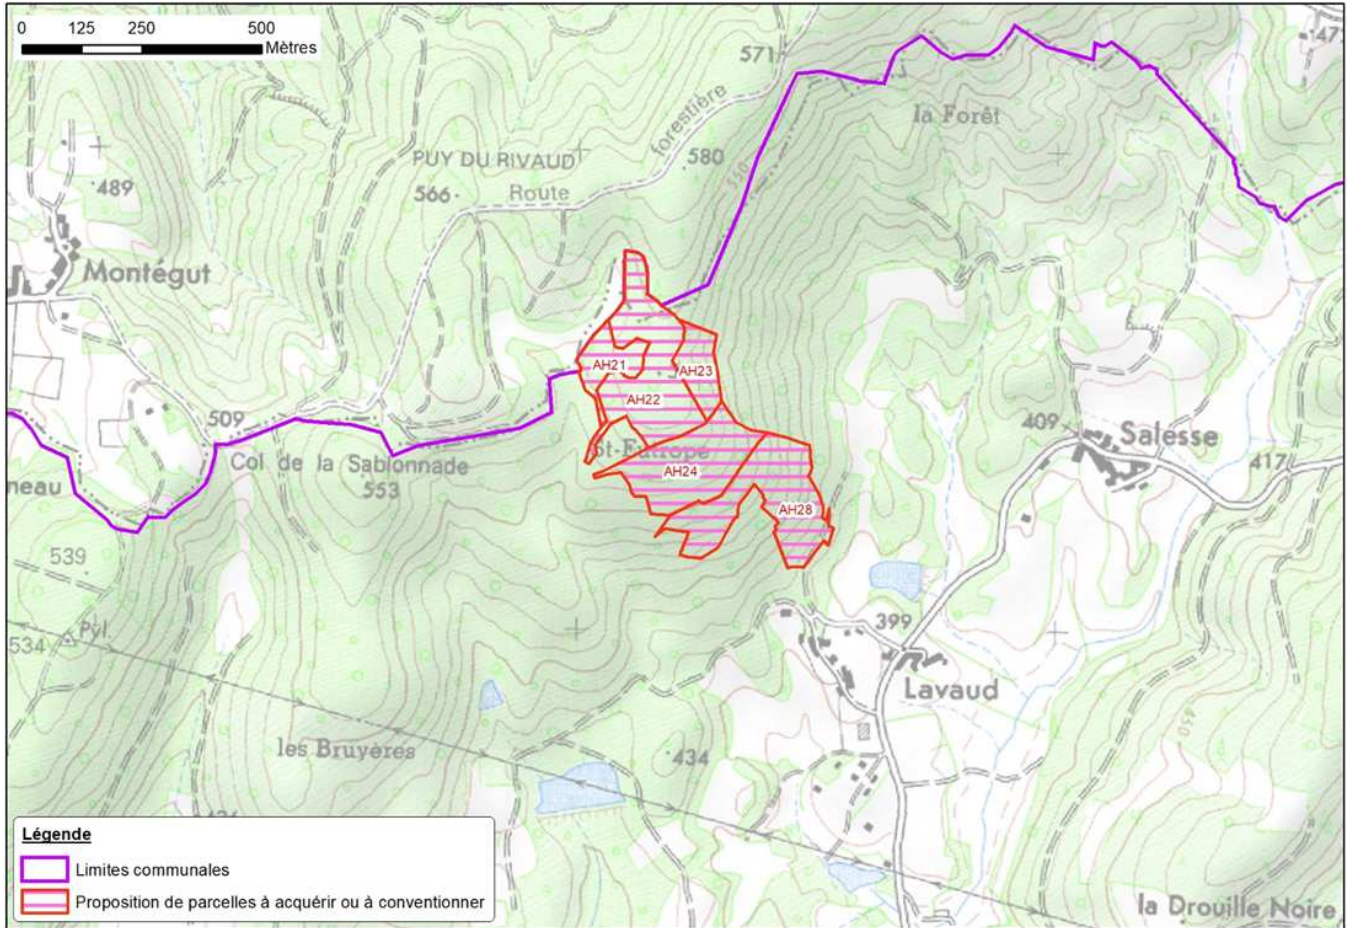 0 125 250 500
Mètres
571
la Forêt
forestière
PUY DU RIVAUD
580
550
489
566
Route
Montégut
AH21
AH23
AH22
509
409
Salesse
St-Eutrope
Col de la Sablonnade
417
AH24
neau
553
AH28
539
399
534
Pyl.
Lavaud
450
les Bruyères
434
Légende
Limites communales
Proposition de parcelles à acquérir ou à conventionner
la Drouille Noire